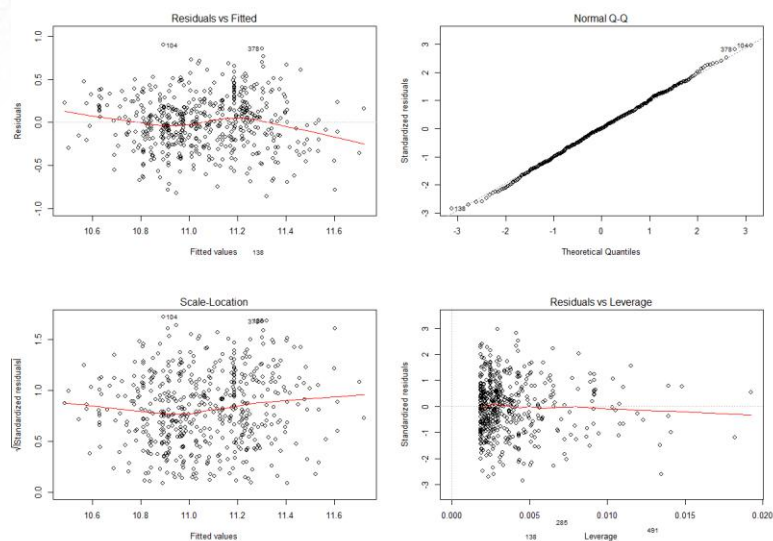 Residuals vs Fitted
Residuals
1.0
0.5
0.0
-0.5
-1.0
104
378
10.6 10.8 11.0 11.2 11.4 11.6
Fitted values
138
Normal Q-Q
Standardized residuals
3
2
1
0
-1
-2
-3
378 104
138
-3 -2 -1 0 1 2 3
Theoretical Quantiles
Scale-Location
√|Standardized residuals|
1.5
1.0
0.5
0.0
104
10.6 10.8 11.0 11.2 11.4 11.6
Fitted values
Residuals vs Leverage
Standardized residuals
3
2
1
0
-1
-2
-3
0.000 0.005 0.010 0.015 0.020
Leverage
285
138
491